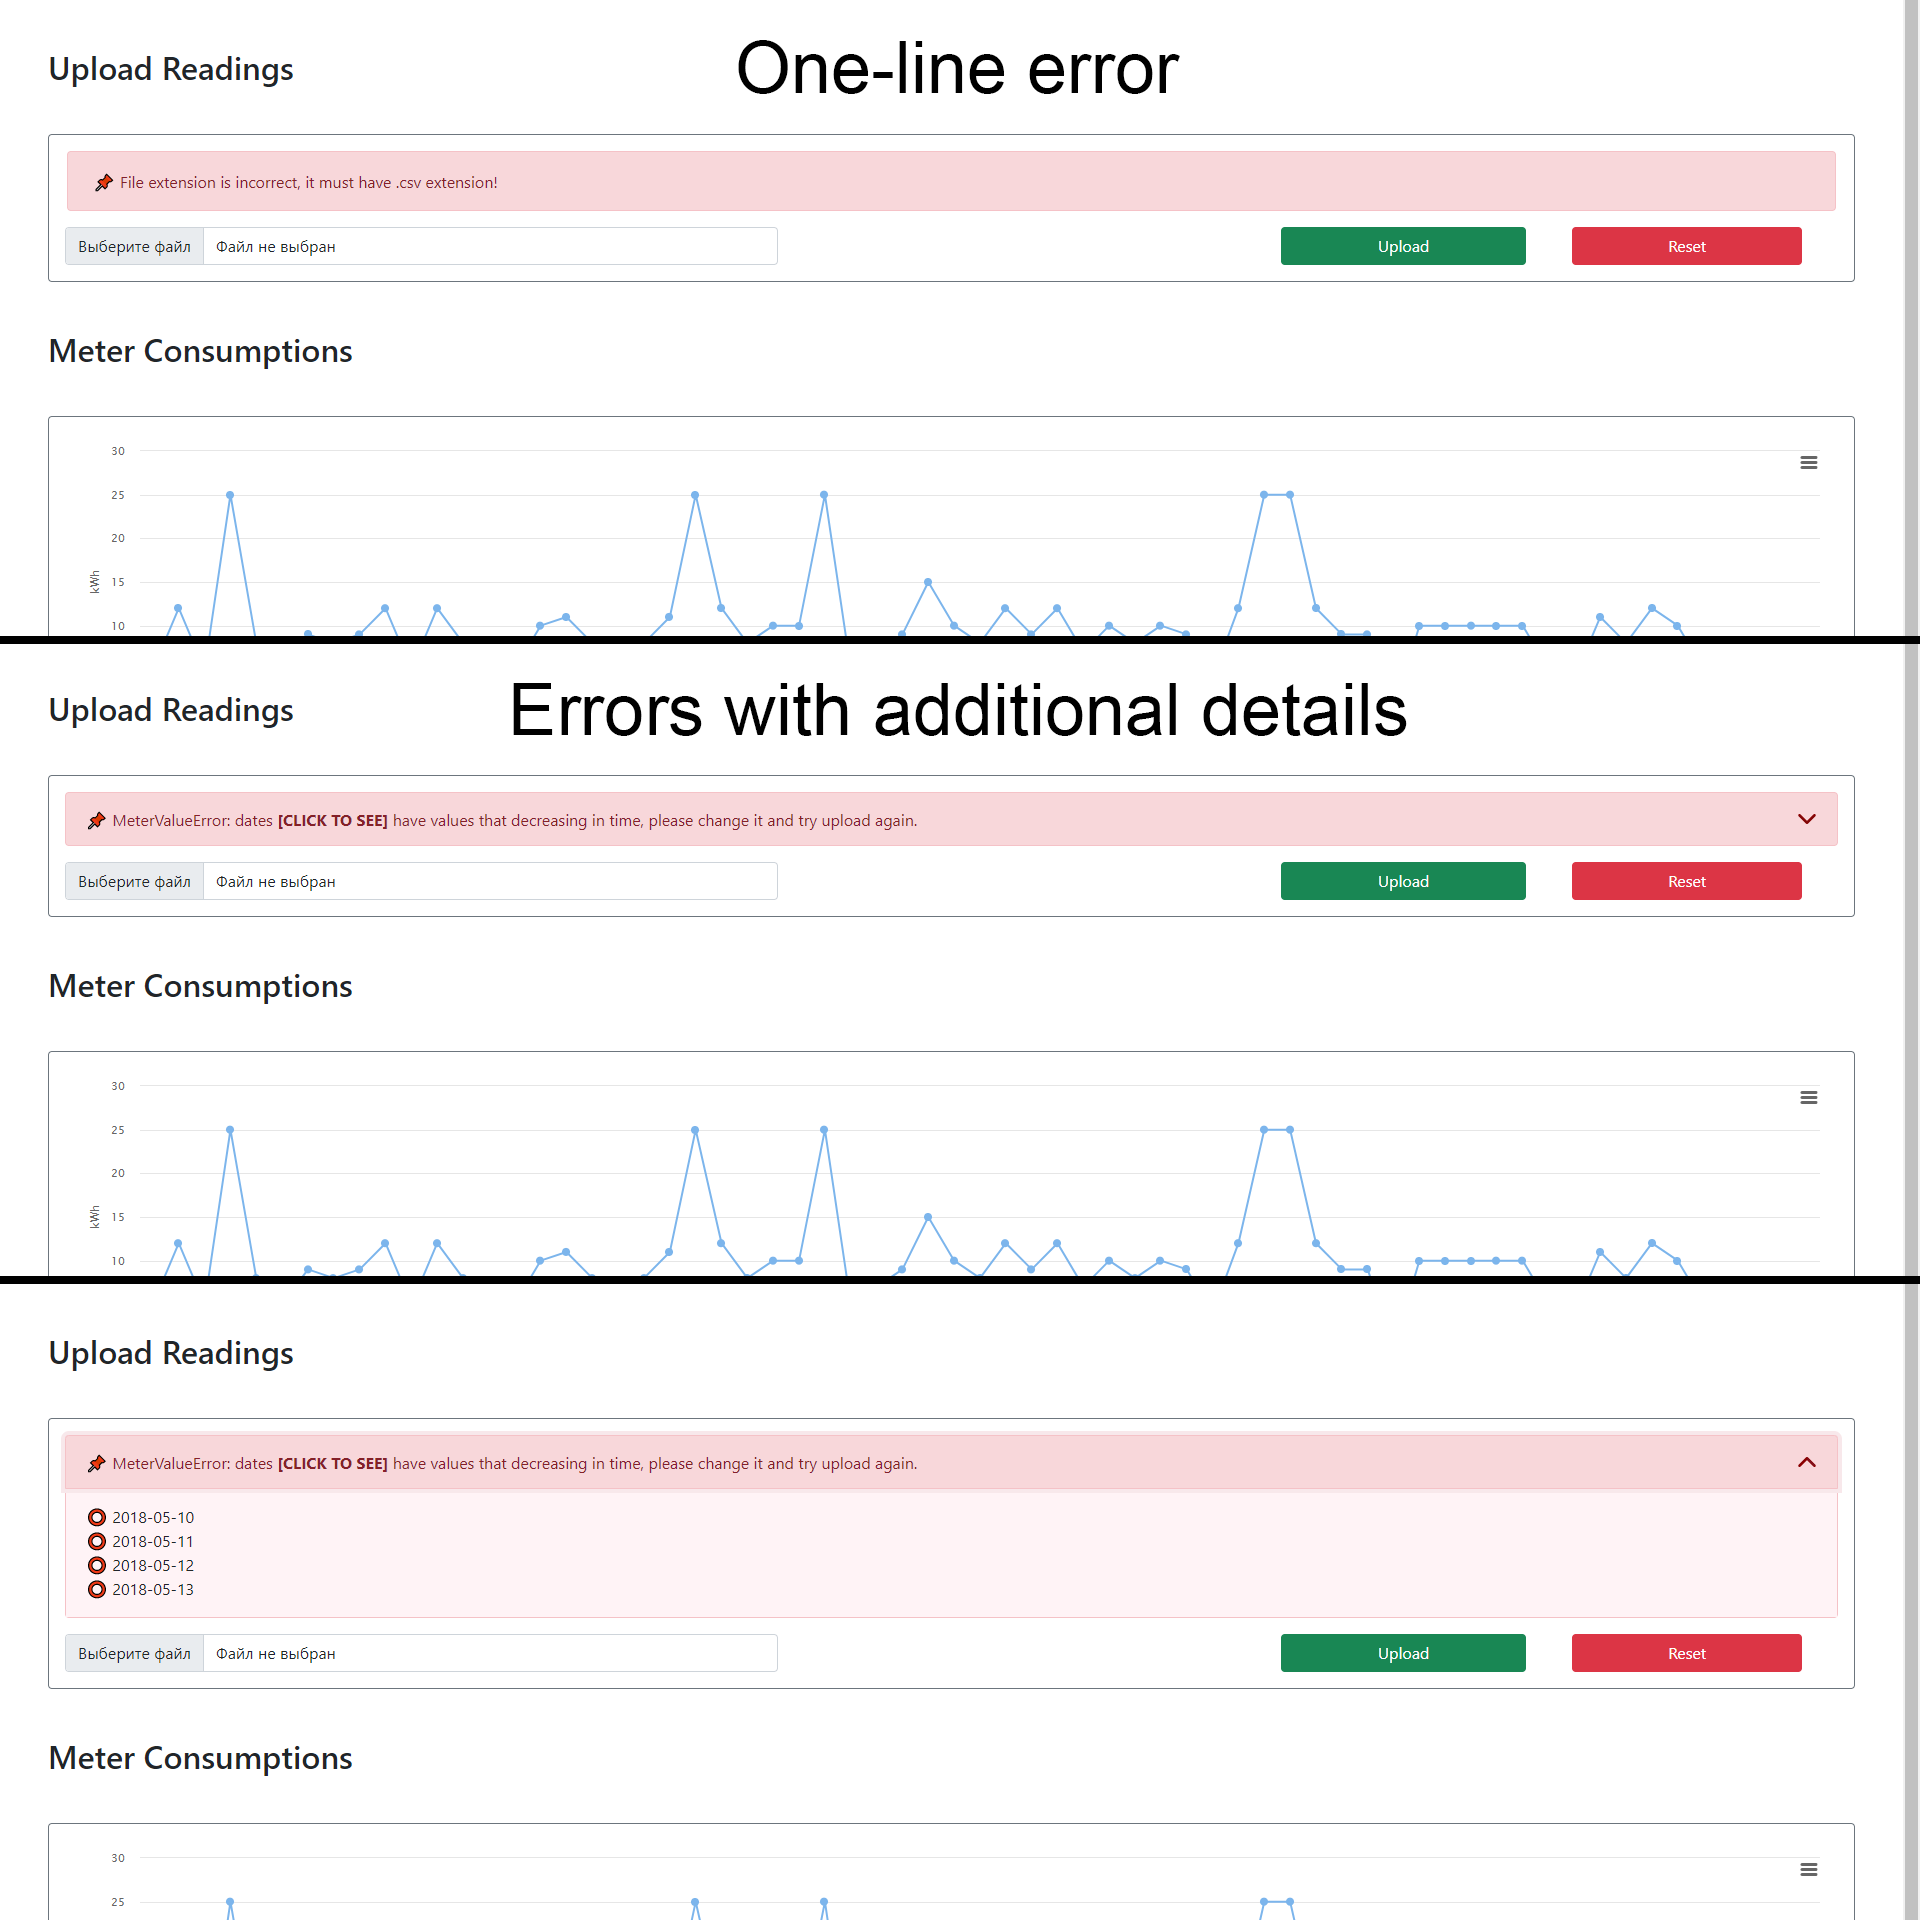 Upload Readings
One-line error
File extension is incorrect, it must have .csv extension!
Выберите файл Файл не выбран Upload Reset
Meter Consumptions
30
25
20
15
kWh
10
Upload Readings
Errors with additional details
MeterValueError: dates [CLICK TO SEE] have values that decreasing in time, please change it and try upload again.
Выберите файл Файл не выбран Upload Reset
Meter Consumptions
30
25
20
15
kWh
10
Upload Readings
MeterValueError: dates [CLICK TO SEE] have values that decreasing in time, please change it and try upload again.
2018-05-10
2018-05-11
2018-05-12
2018-05-13
Выберите файл Файл не выбран Upload Reset
Meter Consumptions
30
25